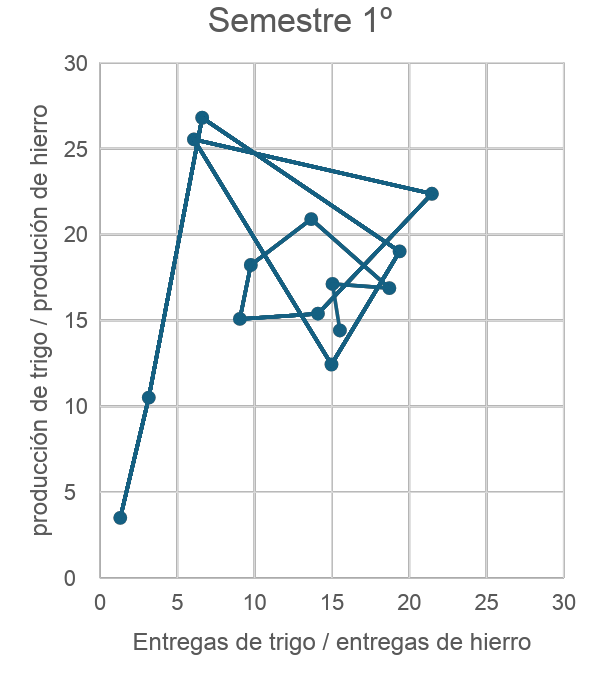 Semestre 1º
producción de trigo / produción de hierro
30
25
20
15
10
5
0
0 5 10 15 20 25 30
Entregas de trigo / entregas de hierro